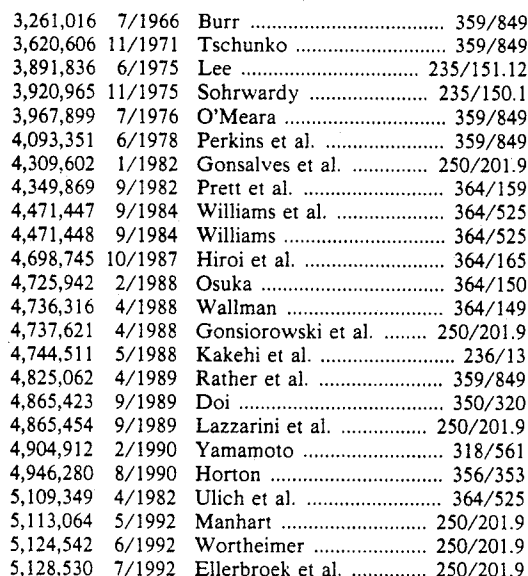 3,261,016 7/1966 Burr ................................. 359/849
3,620,606 11/1971 Tschunko ......................... 359/849
3,891,836 6/1975 Lee .............................. 235/151.12
3,920,965 11/1975 Sohrwardy ................... 235/150.1
3,967,899 7/1976 O'Meara ........................... 359/849
4,093,351 6/1978 Perkins et al. .................... 359/849
4,309,602 1/1982 Gonsalves et al. ............ 250/201.9
4,349,869 9/1982 Prett et al. ........................ 364/159
4,471,447 9/1984 Williams et al. .................. 364/525
4,471,448 9/1984 Williams ........................... 364/525
4,698,745 10/1987 Hiroi et al. ........................ 364/165
4,725,942 2/1988 Osuka ................................ 364/150
4,736,316 4/1988 Wallman ............................ 364/149
4,737,621 4/1988 Gonsiorowski et al. ........ 250/201.9
4,744,511 5/1988 Kakehi et al. ...................... 236/13
4,825,062 4/1989 Rather et al. ...................... 359/849
4,865,423 9/1989 Doi .................................... 350/320
4,865,454 9/1989 Lazzarini et al. ............... 250/201.9
4,904,912 2/1990 Yamamoto ........................ 318/561
4,946,280 8/1990 Horton .............................. 356/353
5,109,349 4/1982 Ulich et al. ........................ 364/525
5,113,064 5/1992 Manhart .......................... 250/201.9
5,124,542 6/1992 Wortheimer .................... 250/201.9
5,128,530 7/1992 Ellerbroek et al. ............. 250/201.9